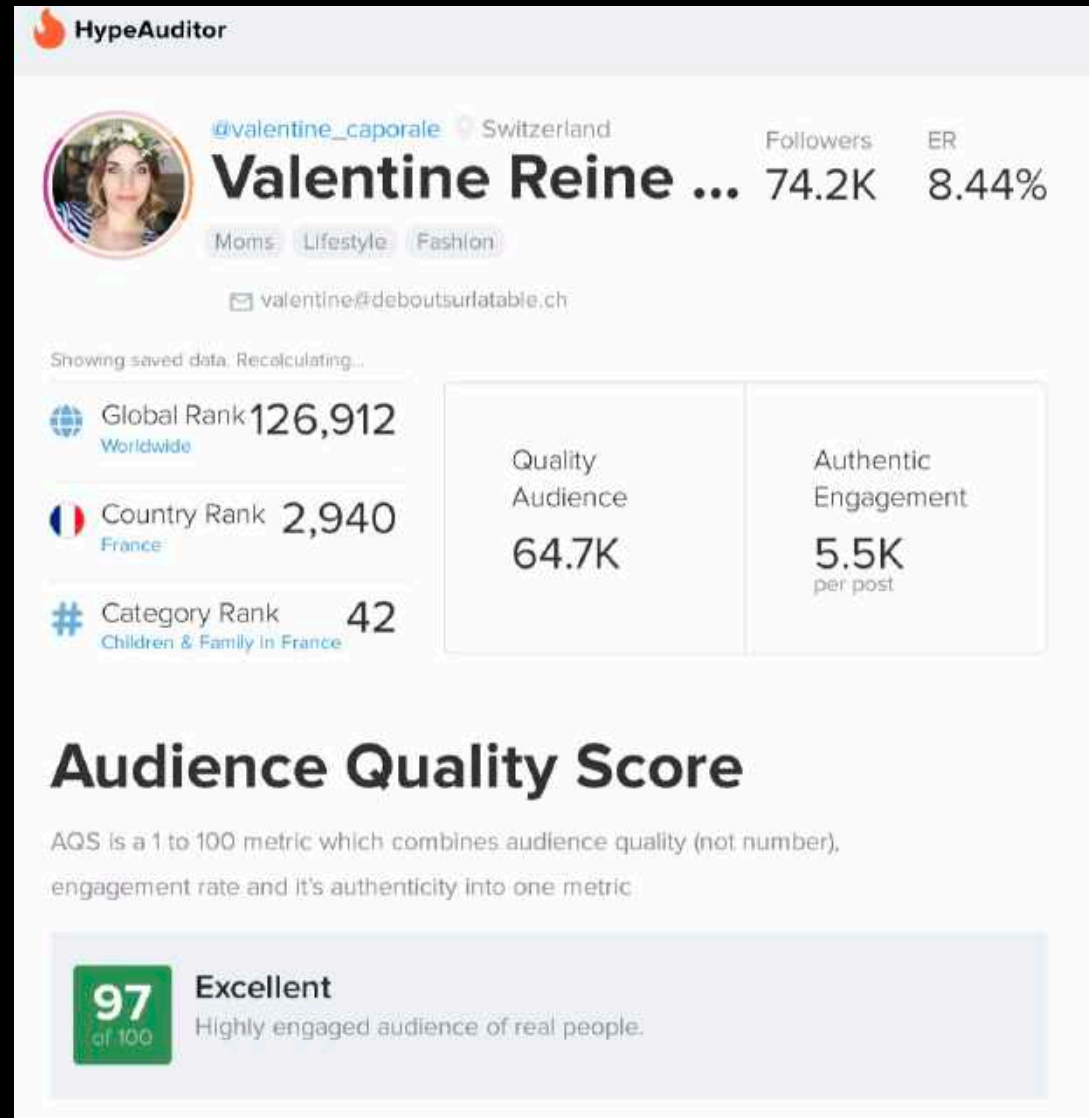 HypeAuditor
@valentine_caporale Switzerland
Valentine Reine ...
Followers
74.2K
ER
8.44%
Moms Lifestyle Fashion
valentine@deboutsurlatable.ch
Showing saved data. Recalculating...
Global Rank 126,912
Worldwide
Country Rank 2,940
France
Category Rank 42
Children & Family in France
Quality
Audience
64.7K
Authentic
Engagement
5.5K
per post
Audience Quality Score
AQS is a 1 to 100 metric which combines audience quality (not number),
engagement rate and it's authenticity into one metric
97
of 100
Excellent
Highly engaged audience of real people.